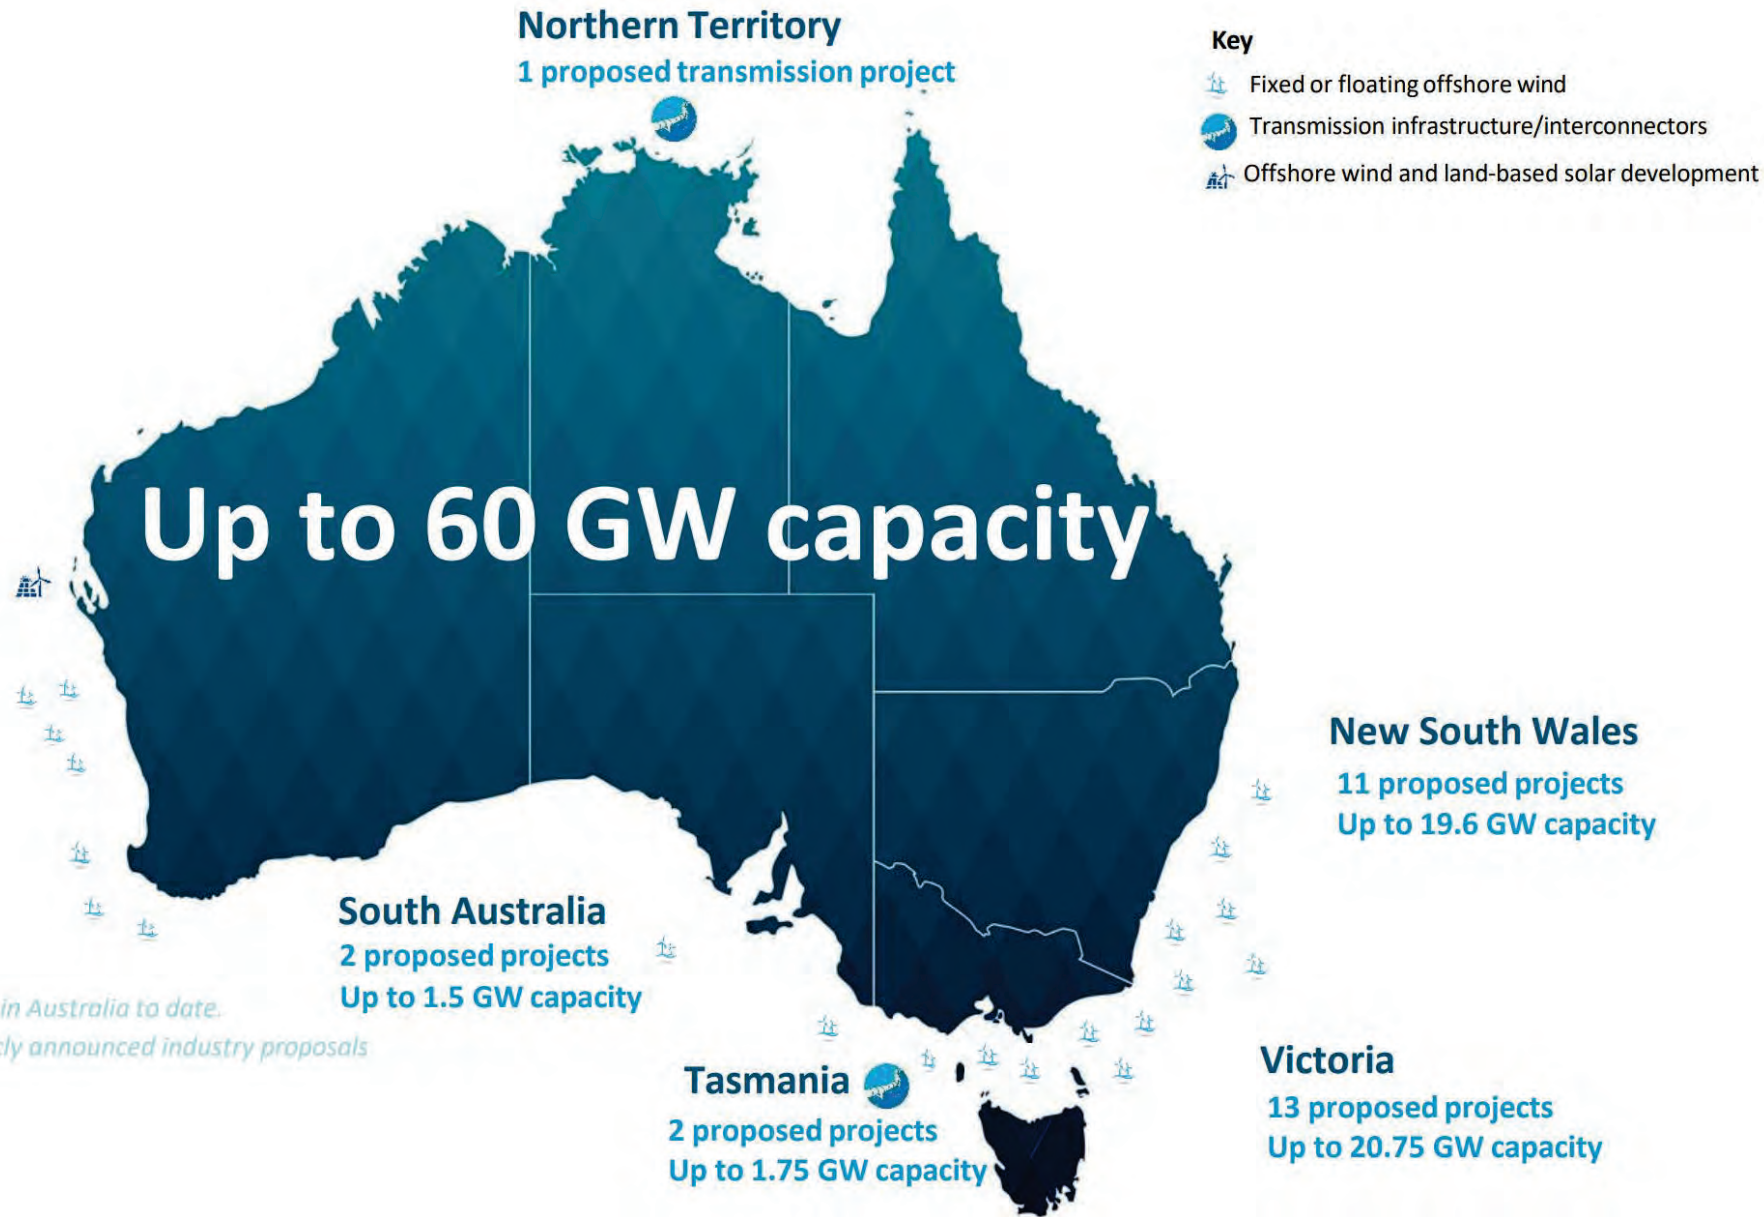 Northern Territory
1 proposed transmission project
Key
Fixed or floating offshore wind
Transmission infrastructure/interconnectors
Offshore wind and land-based solar development
Up to 60 GW capacity
New South Wales
11 proposed projects
Up to 19.6 GW capacity
South Australia
2 proposed projects
Up to 1.5 GW capacity
in Australia to date.
announced industry proposals
Tasmania
2 proposed projects
Up to 1.75 GW capacity
Victoria
13 proposed projects
Up to 20.75 GW capacity